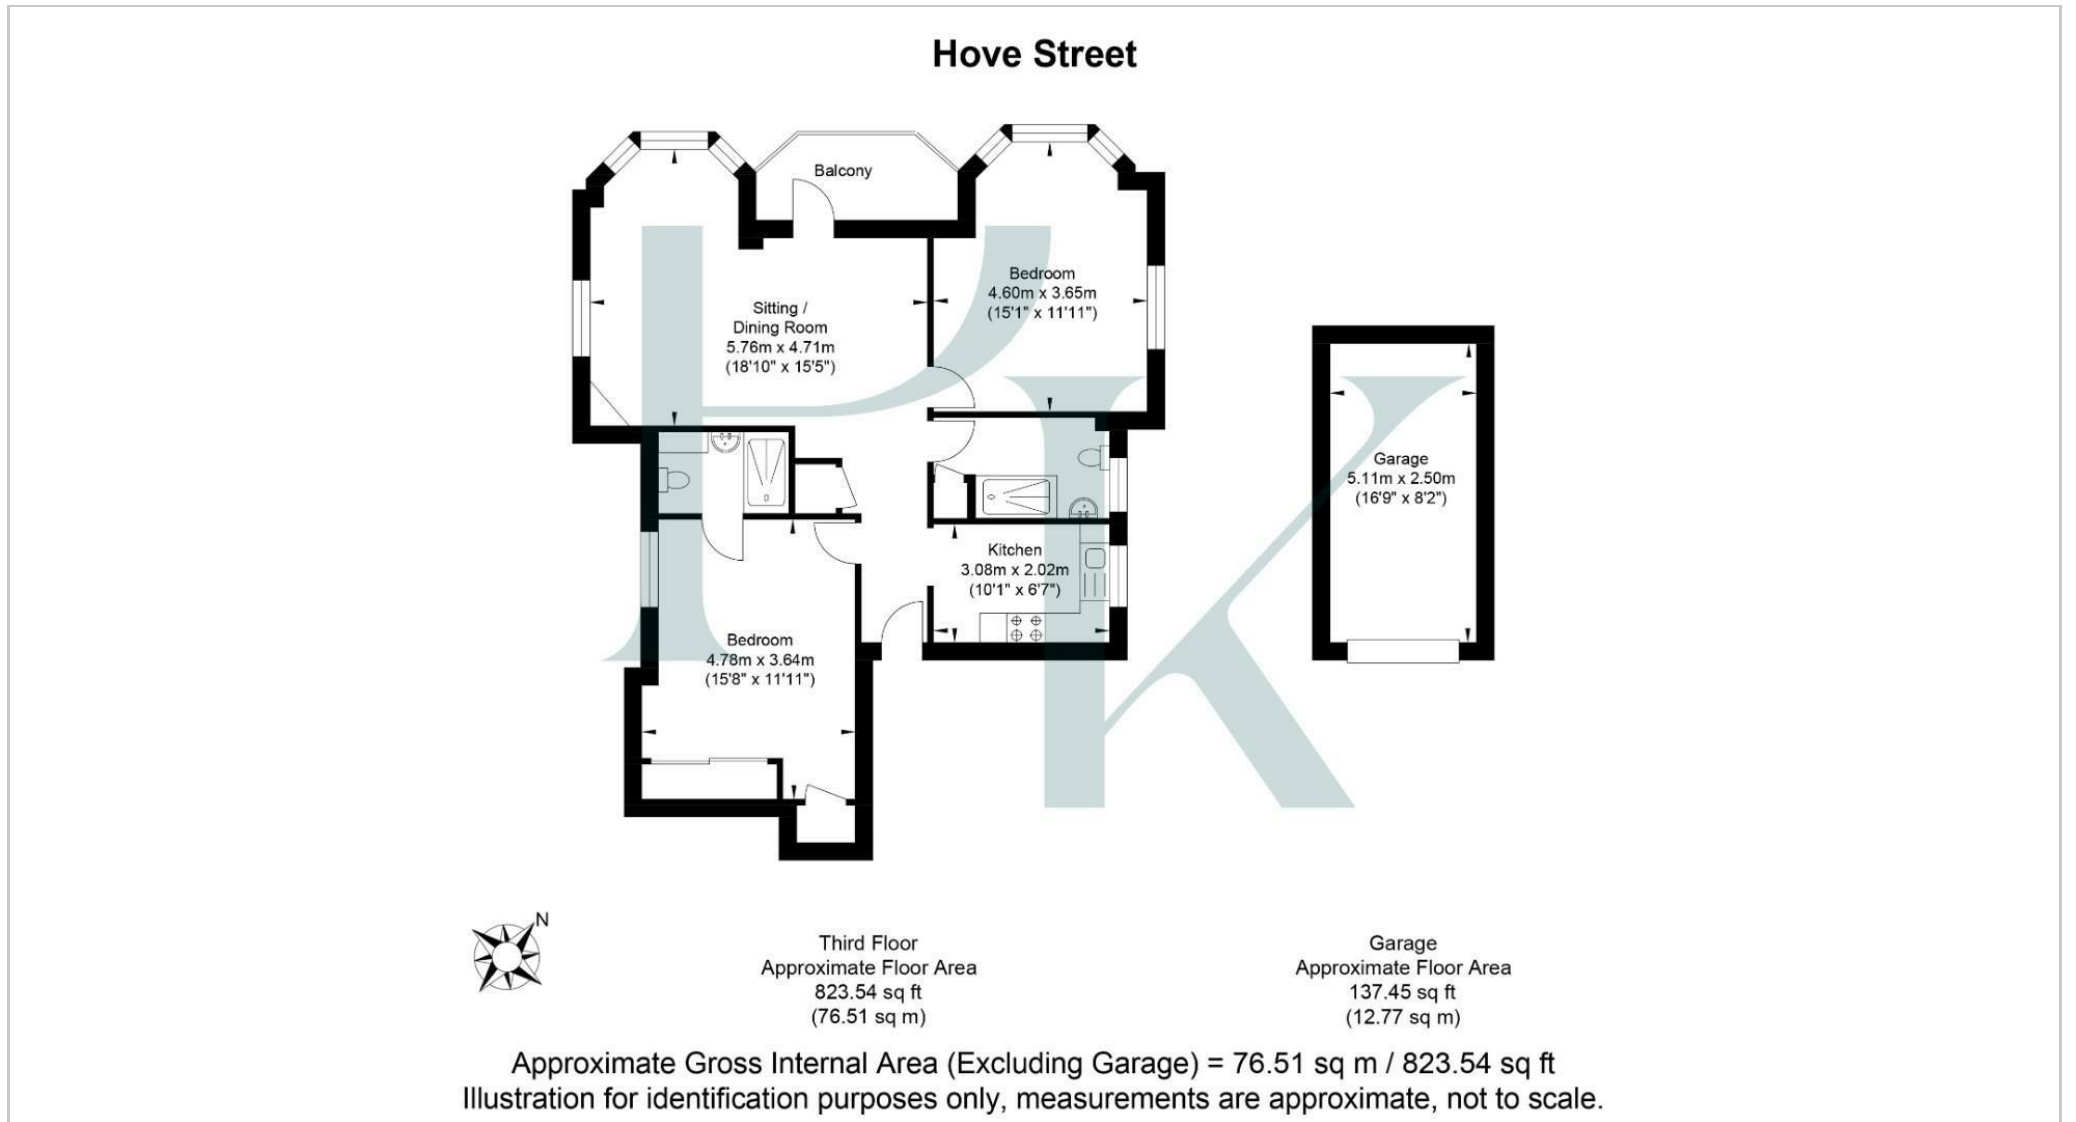 Hove Street
Balcony
Sitting /
Dining Room
5.76m x 4.71m
(18'10" x 15'5")
Bedroom
4.60m x 3.65m
(15'1" x 11'11")
Garage
5.11m x 2.50m
(16'9" x 8'2")
Kitchen
3.08m x 2.02m
(10'1" x 6'7")
Bedroom
4.78m x 3.64m
(15'8" x 11'11")
N
Third Floor
Approximate Floor Area
823.54 sq ft
(76.51 sq m)
Garage
Approximate Floor Area
137.45 sq ft
(12.77 sq m)
Approximate Gross Internal Area (Excluding Garage) = 76.51 sq m / 823.54 sq ft
Illustration for identification purposes only, measurements are approximate, not to scale.